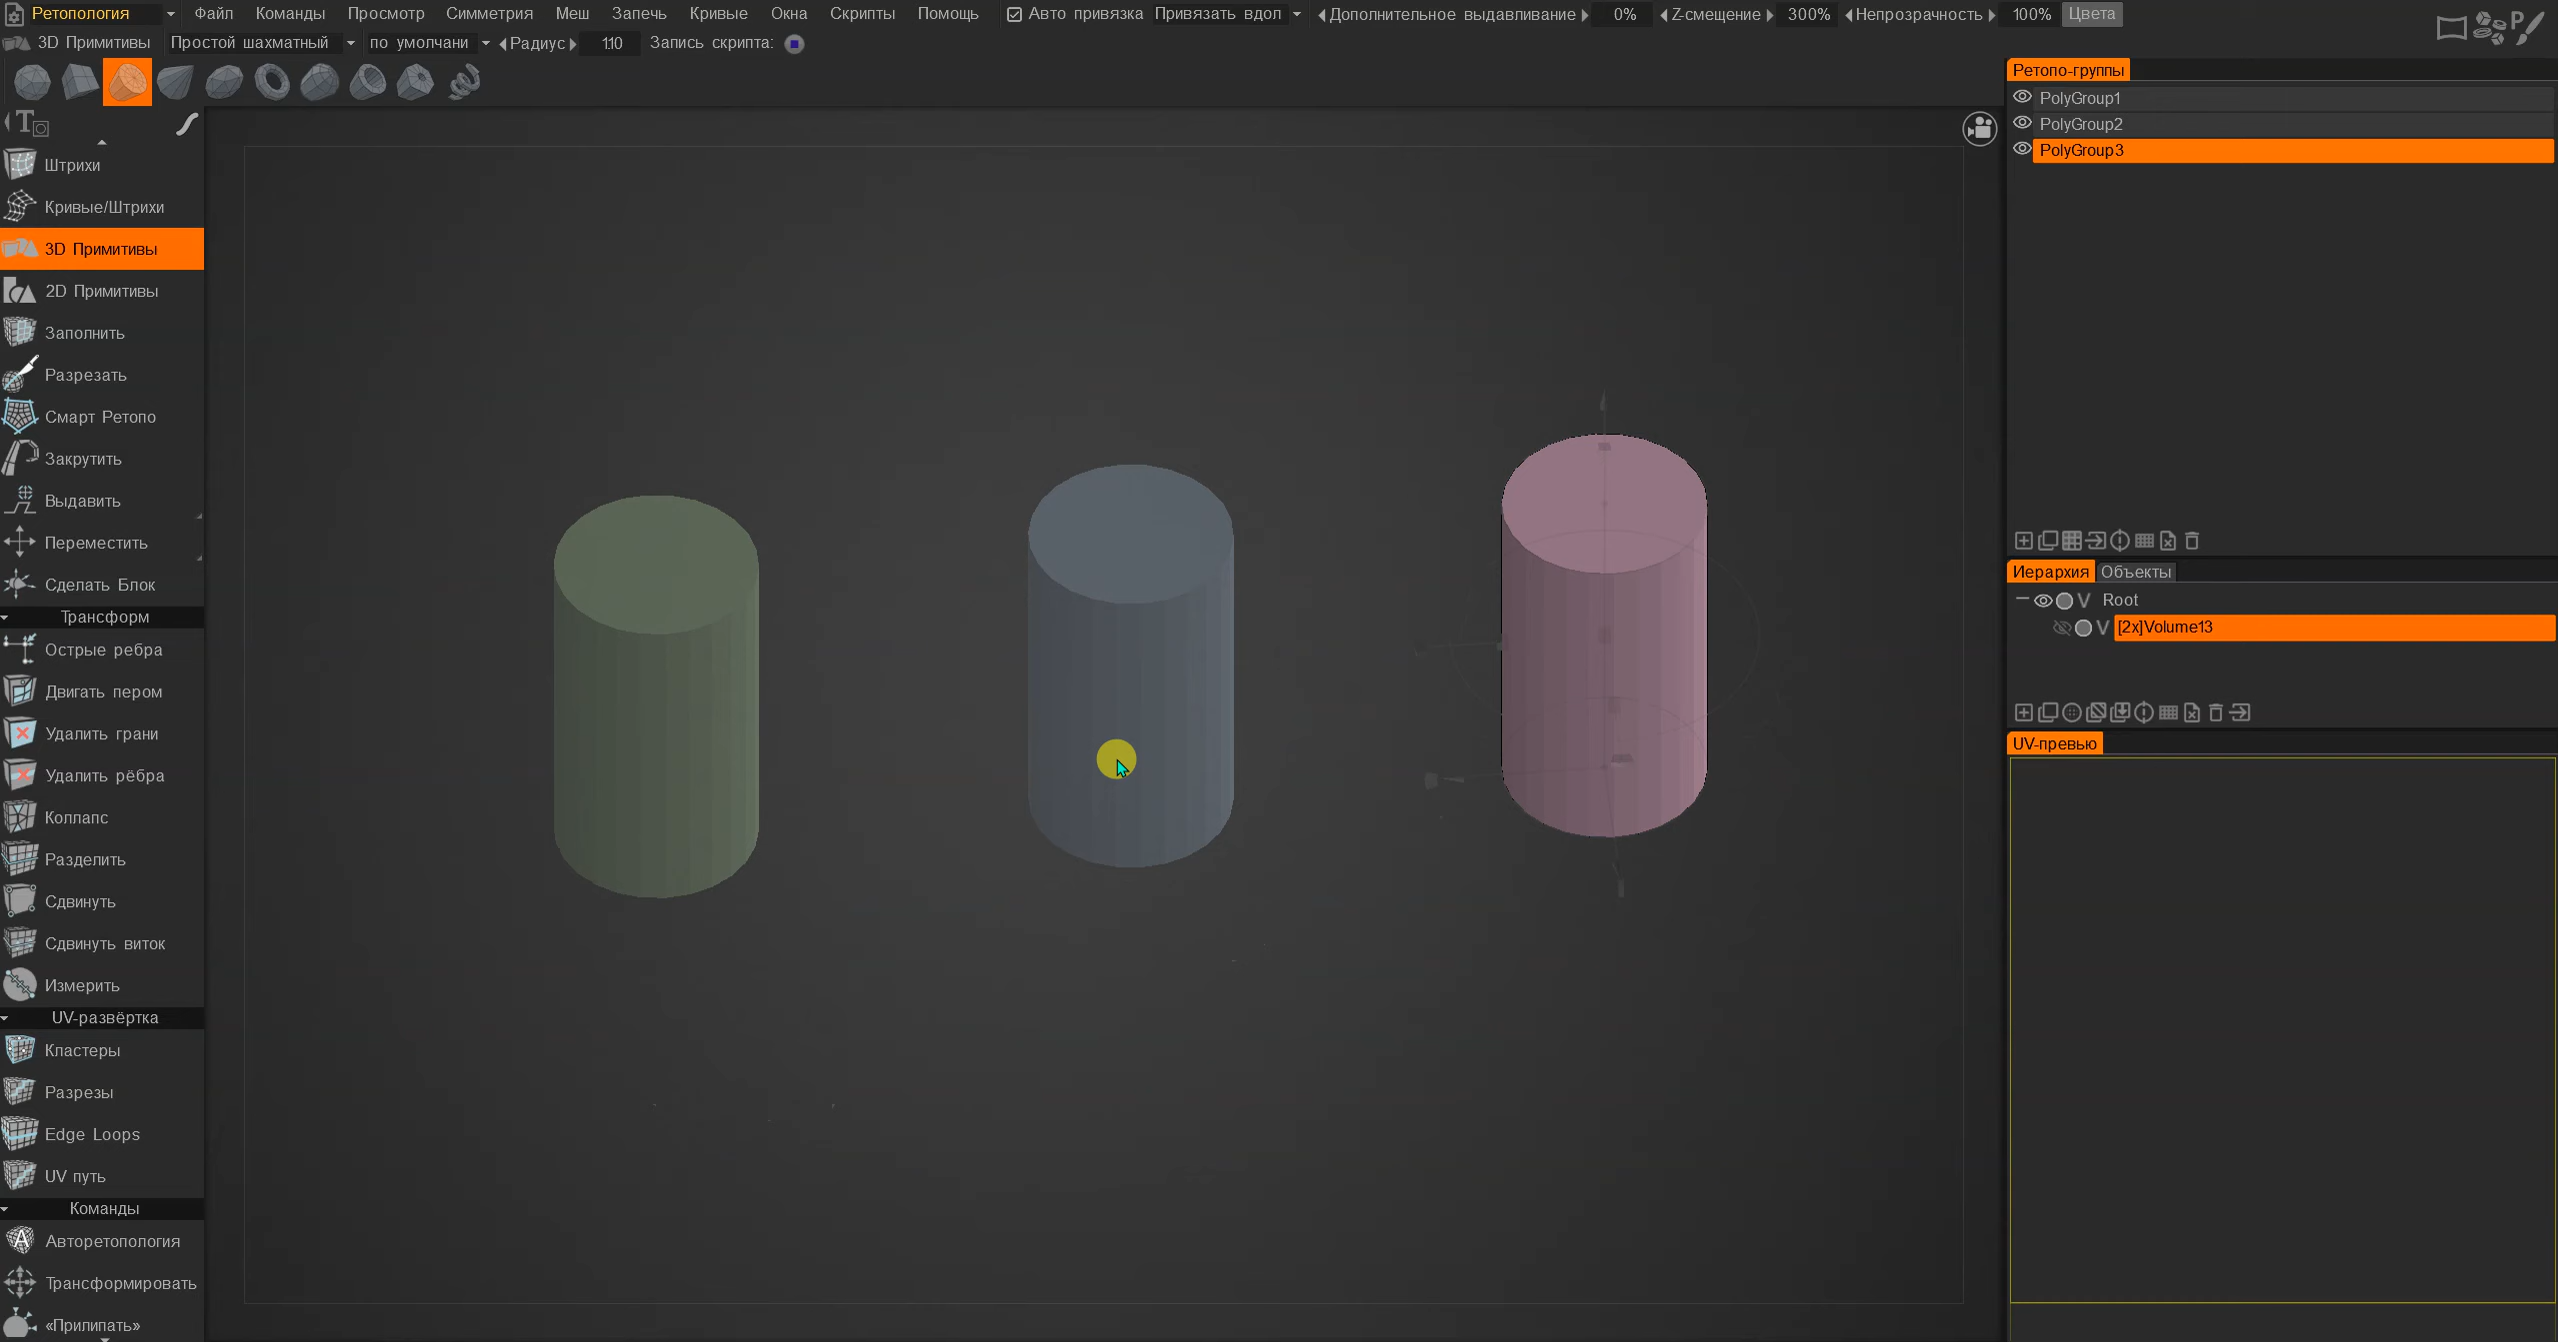 Ретопология Файл Команды Просмотр Симметрия Меш Запечь Кривые Окна Скрипты Помощь Авто привязка Привязать вдол Дополнительное выдавливание 0% Z-смещение 300% Непрозрачность 100% Цвета
3D Примитивы Простой шахматный по умолчани Радиус 110 Запись скрипта:
Штрихи
Кривые/Штрихи
3D Примитивы
2D Примитивы
Заполнить
Разрезать
Смарт Ретопо
Закрутить
Выдавить
Переместить
Сделать Блок
Трансформ
Острые ребра
Двигать пером
Удалить грани
Удалить рёбра
Коллапс
Разделить
Сдвинуть
Сдвинуть виток
Измерить
UV-развёртка
Кластеры
Разрезы
Edge Loops
UV путь
Команды
Авторетопология
Трансформировать
«Прилипать»
Ретопо-группы
PolyGroup1
PolyGroup2
PolyGroup3
Иерархия Объекты
V Root
V [2x]Volume13
UV-превью